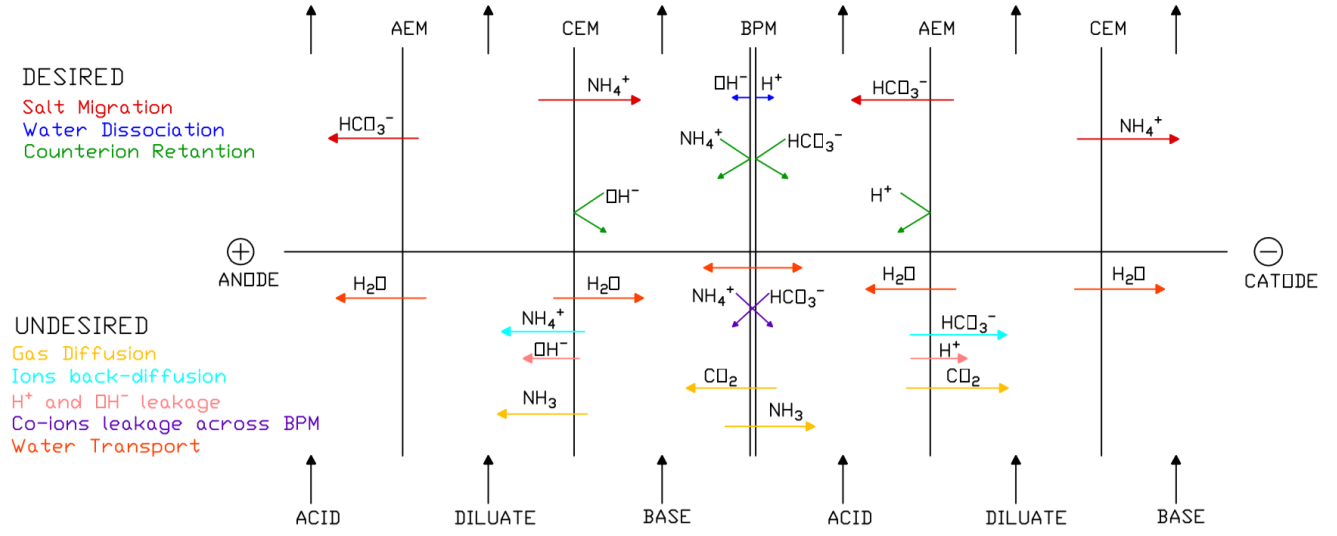 AEM CEM BPM AEM CEM
DESIRED
Salt Migration
Water Dissociation
Counterion Retantion
NH₄⁺
OH⁻ H⁺
HCO₃⁻
HCO₃⁻
NH₄⁺
NH₄⁺ HCO₃⁻
OH⁻
H⁺
+
ANODE
−
CATODE
H₂O
H₂O
H₂O
H₂O
NH₄⁺ HCO₃⁻
UNDESIRED
Gas Diffusion
Ions back-diffusion
H⁺ and OH⁻ leakage
Co-ions leakage across BPM
Water Transport
NH₄⁺
OH⁻
NH₃
CO₂
NH₃
HCO₃⁻
H⁺
CO₂
ACID DILUATE BASE ACID DILUATE BASE